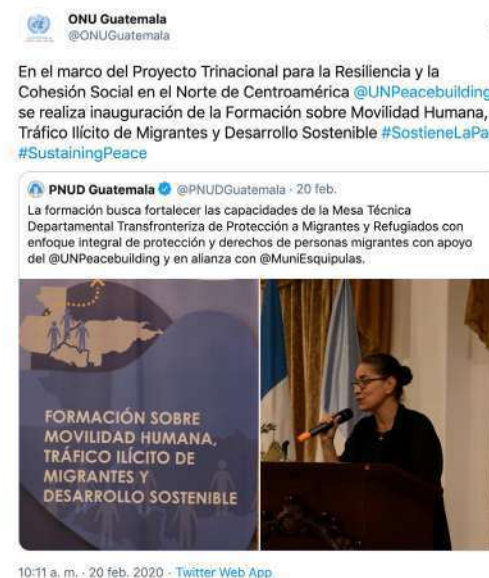 ONU Guatemala
@ONUGuatemala
En el marco del Proyecto Trinacional para la Resiliencia y la
Cohesión Social en el Norte de Centroamérica @UNPeacebuilding
se realiza inauguración de la Formación sobre Movilidad Humana,
Tráfico Ilícito de Migrantes y Desarrollo Sostenible #SostieneLaPa
#SustainingPeace
PNUD Guatemala @PNUDGuatemala · 20 feb.
La formación busca fortalecer las capacidades de la Mesa Técnica
Departamental Transfronteriza de Protección a Migrantes y Refugiados con
enfoque integral de protección y derechos de personas migrantes con apoyo
del @UNPeacebuilding y en alianza con @MuniEsquipulas.
FORMACIÓN SOBRE
MOVILIDAD HUMANA,
TRÁFICO ILÍCITO DE
MIGRANTES Y
DESARROLLO SOSTENIBLE
10:11 a. m. · 20 feb. 2020 · Twitter Web App